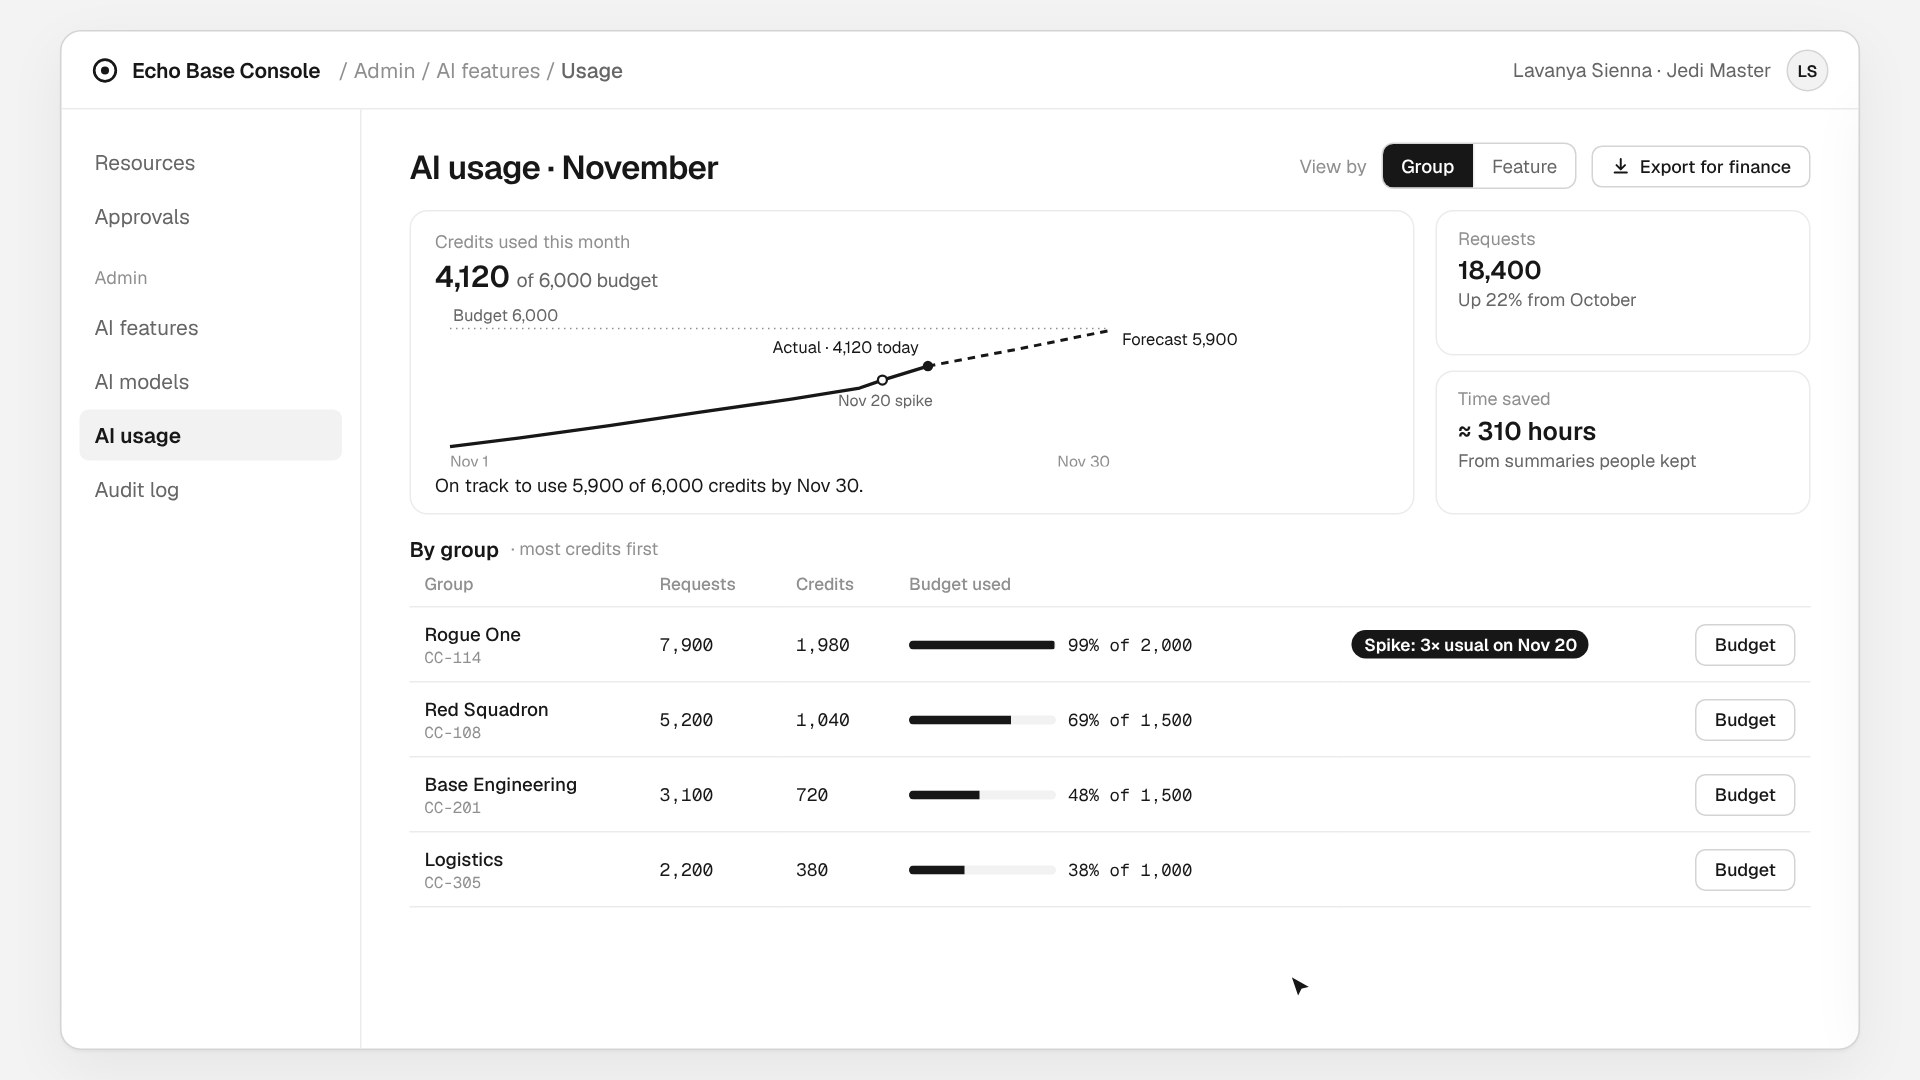 Echo Base Console / Admin / AI features / Usage
Lavanya Sienna · Jedi Master LS
Resources
Approvals
Admin
AI features
AI models
AI usage
Audit log
AI usage · November
View by Group Feature Export for finance
Credits used this month
4,120 of 6,000 budget
Budget 6,000
Actual · 4,120 today
Forecast 5,900
Nov 20 spike
Nov 1 Nov 30
On track to use 5,900 of 6,000 credits by Nov 30.
Requests
18,400
Up 22% from October
Time saved
≈ 310 hours
From summaries people kept
By group · most credits first
Group Requests Credits Budget used
Rogue One
CC-114
7,900 1,980 99% of 2,000 Spike: 3× usual on Nov 20 Budget
Red Squadron
CC-108
5,200 1,040 69% of 1,500 Budget
Base Engineering
CC-201
3,100 720 48% of 1,500 Budget
Logistics
CC-305
2,200 380 38% of 1,000 Budget